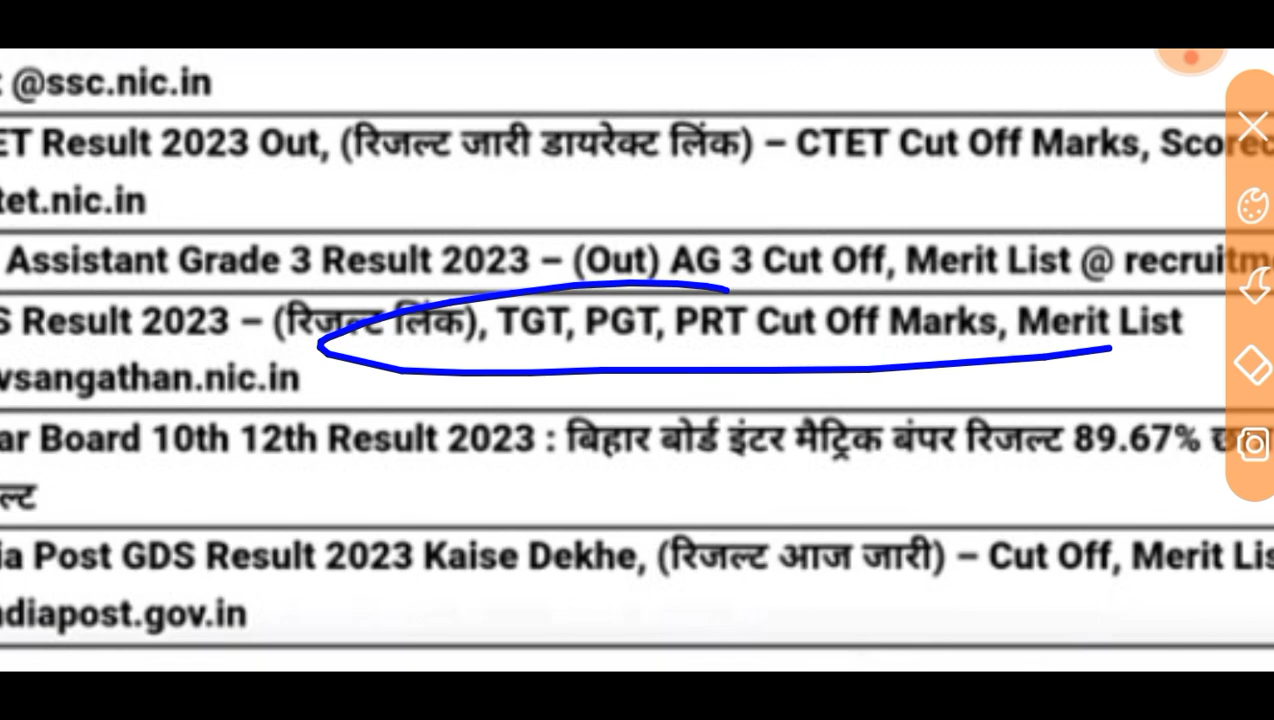 : @ssc.nic.in
ET Result 2023 Out, (रिजल्ट जारी डायरेक्ट लिंक) – CTET Cut Off Marks, Scorec
tet.nic.in
Assistant Grade 3 Result 2023 – (Out) AG 3 Cut Off, Merit List @ recruitm
S Result 2023 – (रिजल्ट लिंक), TGT, PGT, PRT Cut Off Marks, Merit List
vsangathan.nic.in
ar Board 10th 12th Result 2023 : बिहार बोर्ड इंटर मैट्रिक बंपर रिजल्ट 89.67%
ल्ट
ia Post GDS Result 2023 Kaise Dekhe, (रिजल्ट आज जारी) – Cut Off, Merit Lis
ndiapost.gov.in